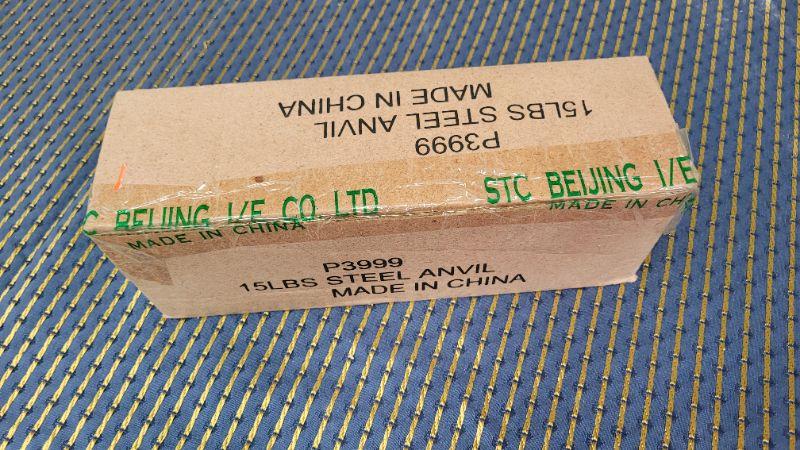 P3999
15LBS STEEL ANVIL
MADE IN CHINA
STC BEIJING I/E
MADE IN CH
C BEIJING I/E CO LTD
MADE IN CHINA
P3999
15LBS STEEL ANVIL
MADE IN CHINA